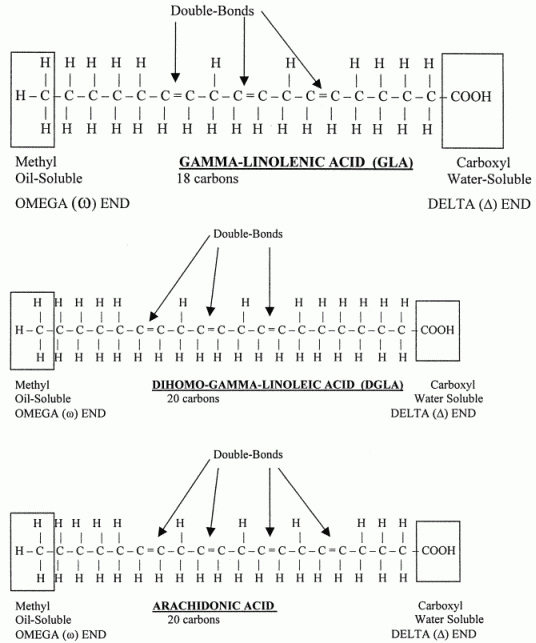 Double-Bonds
H H H H H H H H H H H
H – C – C – C – C – C – C = C – C – C = C – C – C = C – C – C – C – C – COOH
H H H H H H H H H H H H H H H H H
Methyl GAMMA-LINOLENIC ACID (GLA) Carboxyl
Oil-Soluble 18 carbons Water-Soluble
OMEGA (ω) END DELTA (Δ) END
Double-Bonds
H H H H H H H H H H H H H
H – C – C – C – C – C – C = C – C – C = C – C – C = C – C – C – C – C – C – C – COOH
H H H H H H H H H H H H H H H H H H H
Methyl DIHOMO-GAMMA-LINOLEIC ACID (DGLA) Carboxyl
Oil-Soluble 20 carbons Water Soluble
OMEGA (ω) END DELTA (Δ) END
Double-Bonds
H H H H H H H H H H H
H – C – C – C – C – C – C = C – C – C = C – C – C = C – C – C = C – C – C – C – COOH
H H H H H H H H H H H H H H H H H H H
Methyl ARACHIDONIC ACID Carboxyl
Oil-Soluble 20 carbons Water Soluble
OMEGA (ω) END DELTA (Δ) END